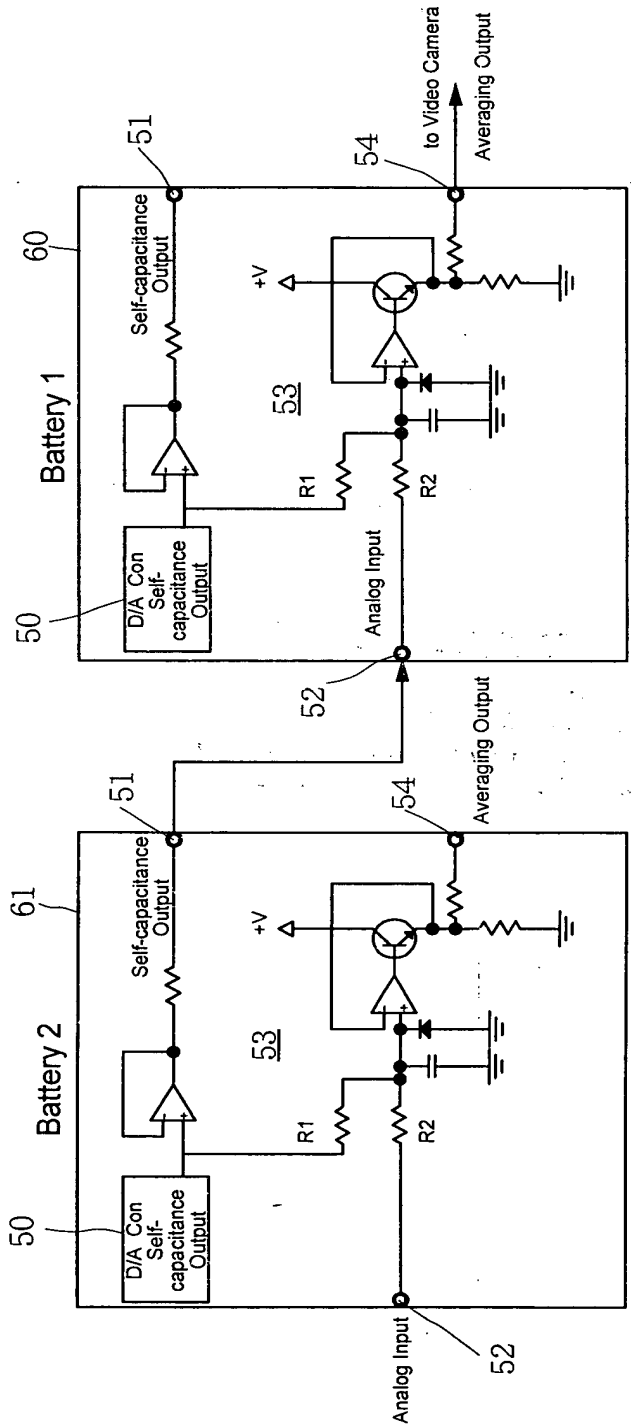 Battery 2
61
50
D/A Con
Self-
capacitance
Output
Self-capacitance
Output
51
-
+
R1
R2
53
+V
-
+
54
Averaging Output
Analog Input
52
Battery 1
60
50
D/A Con
Self-
capacitance
Output
Self-capacitance
Output
51
-
+
R1
R2
53
+V
-
+
54
to Video Camera
Averaging Output
Analog Input
52